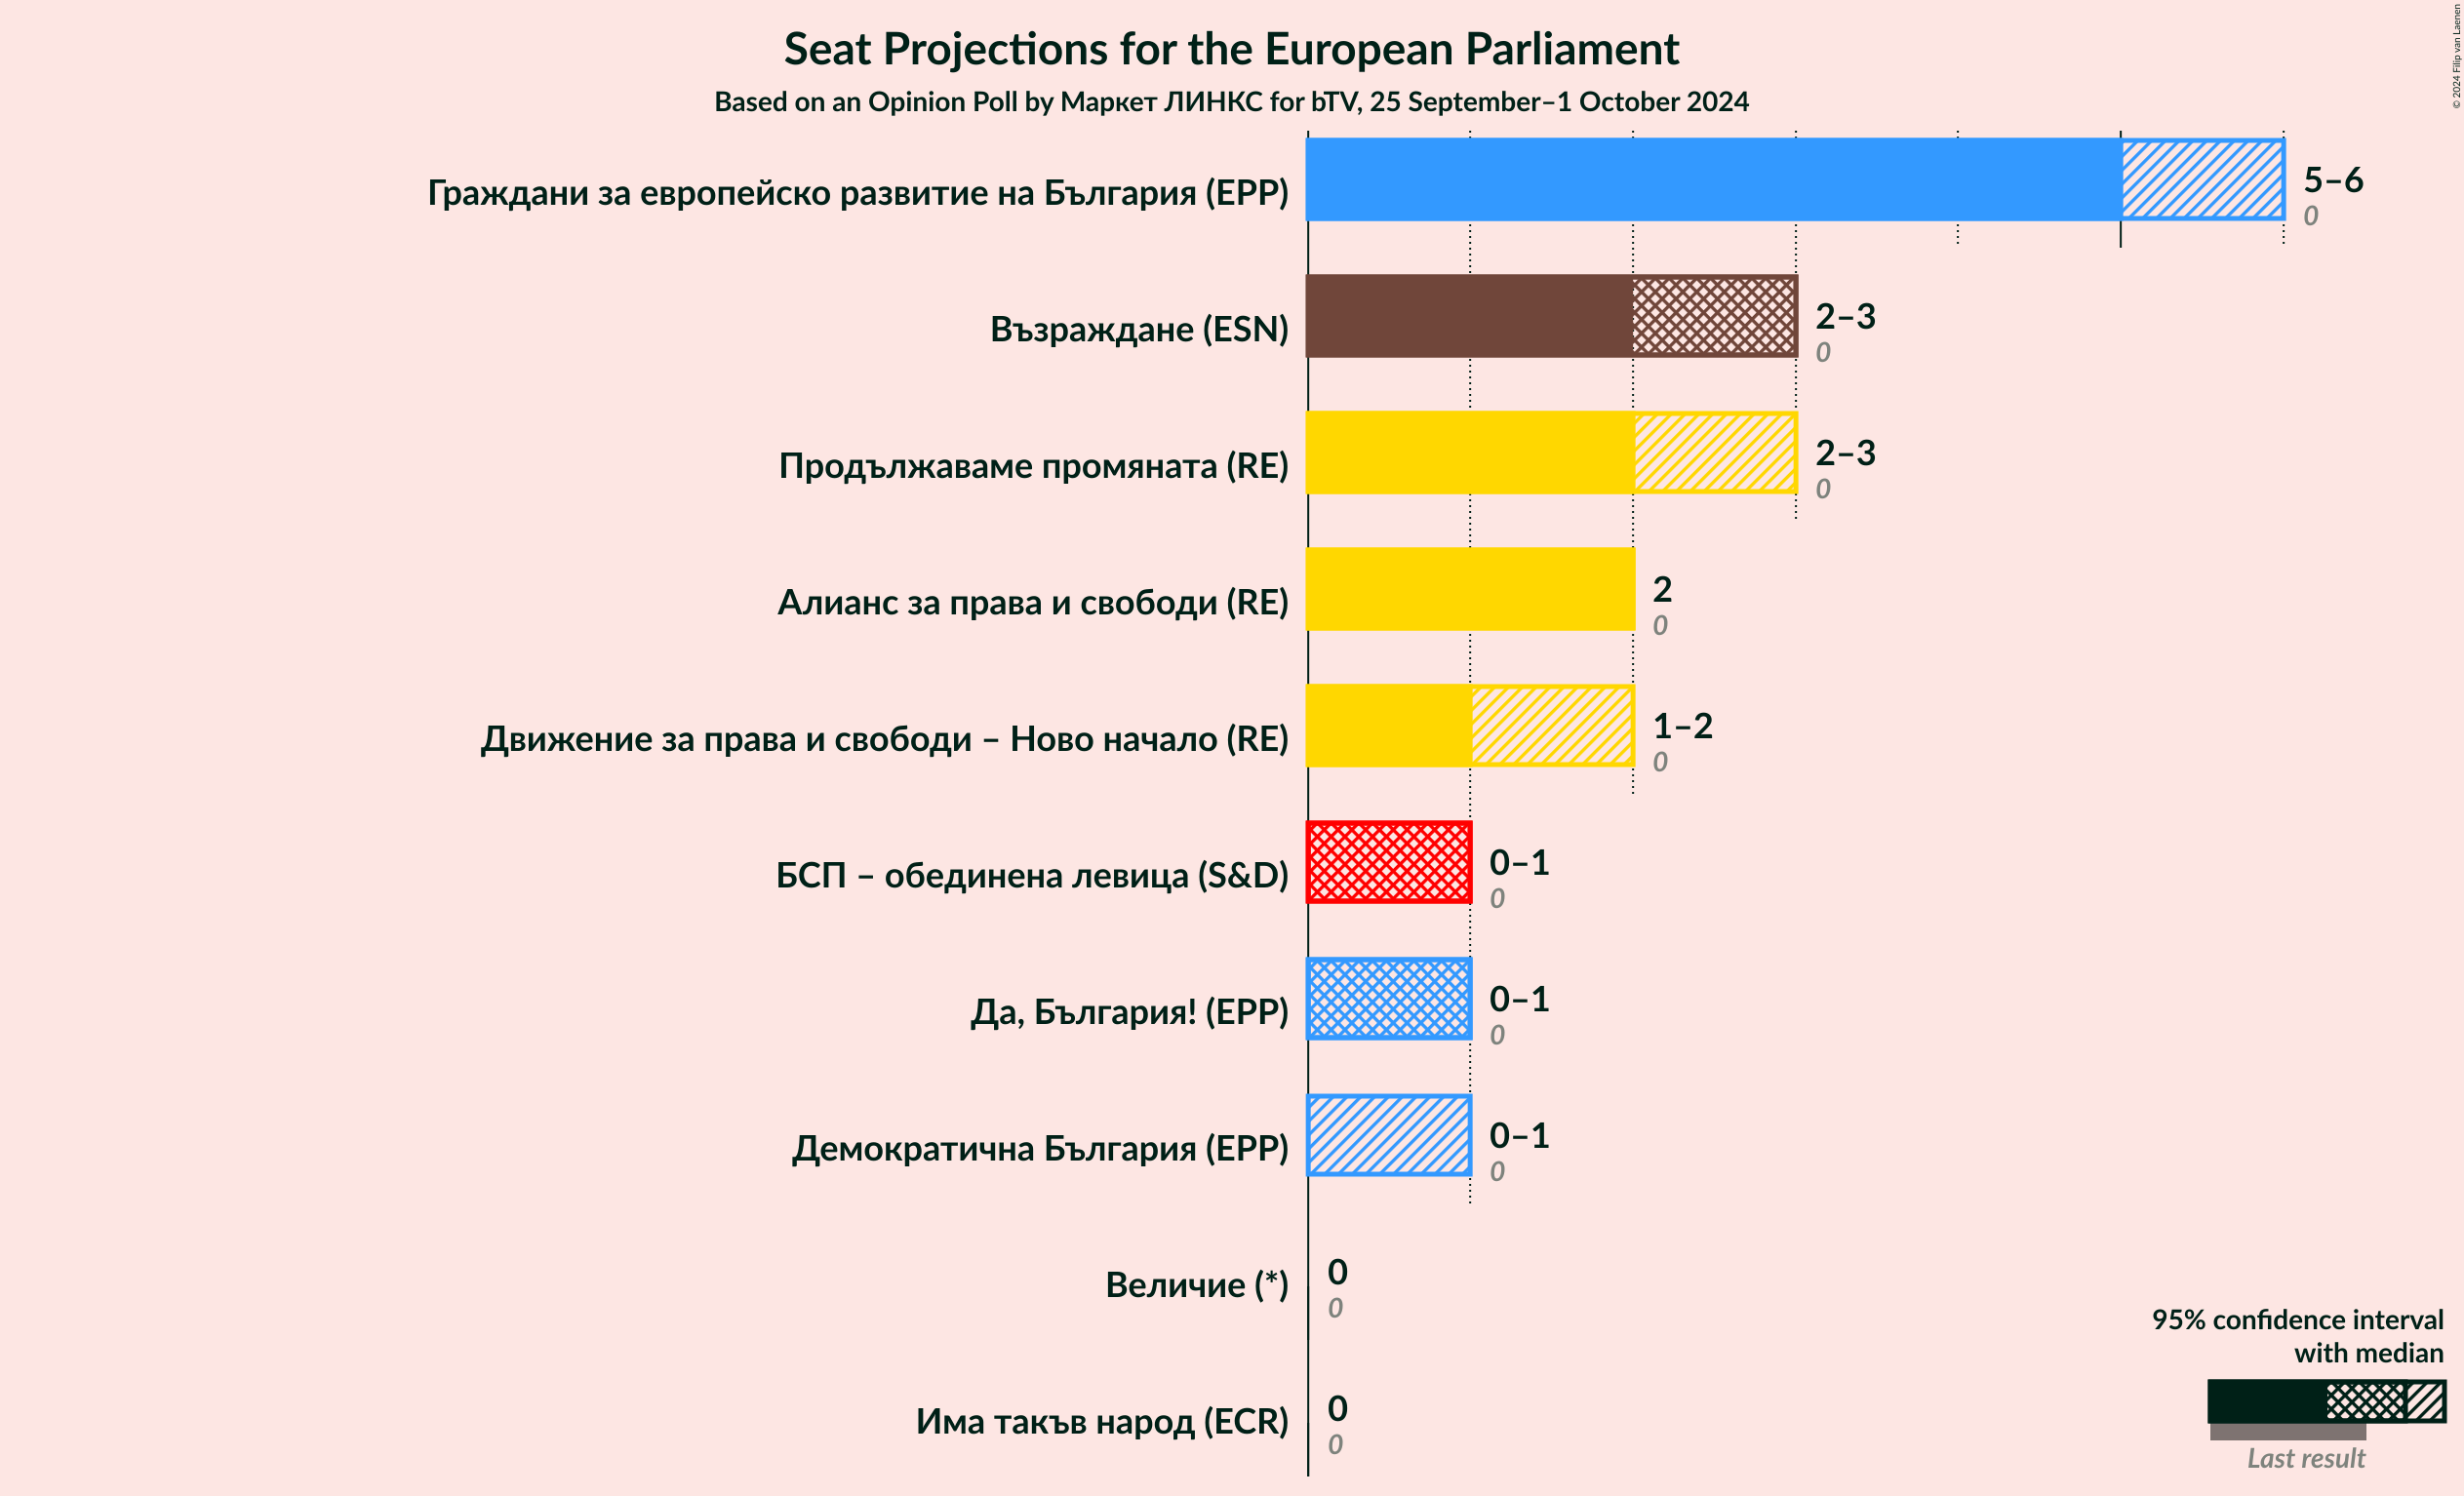 Seat Projections for the European Parliament
Based on an Opinion Poll by Маркет ЛИНКС for bTV, 25 September–1 October 2024
© 2024 Filip van Laenen
Граждани за европейско развитие на България (EPP)
5–6
0
Възраждане (ESN)
2–3
0
Продължаваме промяната (RE)
2–3
0
Алианс за права и свободи (RE)
2
0
Движение за права и свободи – Ново начало (RE)
1–2
0
БСП – обединена левица (S&D)
0–1
0
Да, България! (EPP)
0–1
0
Демократична България (EPP)
0–1
0
Величие (*)
0
0
Има такъв народ (ECR)
0
0
95% confidence interval
with median
Last result